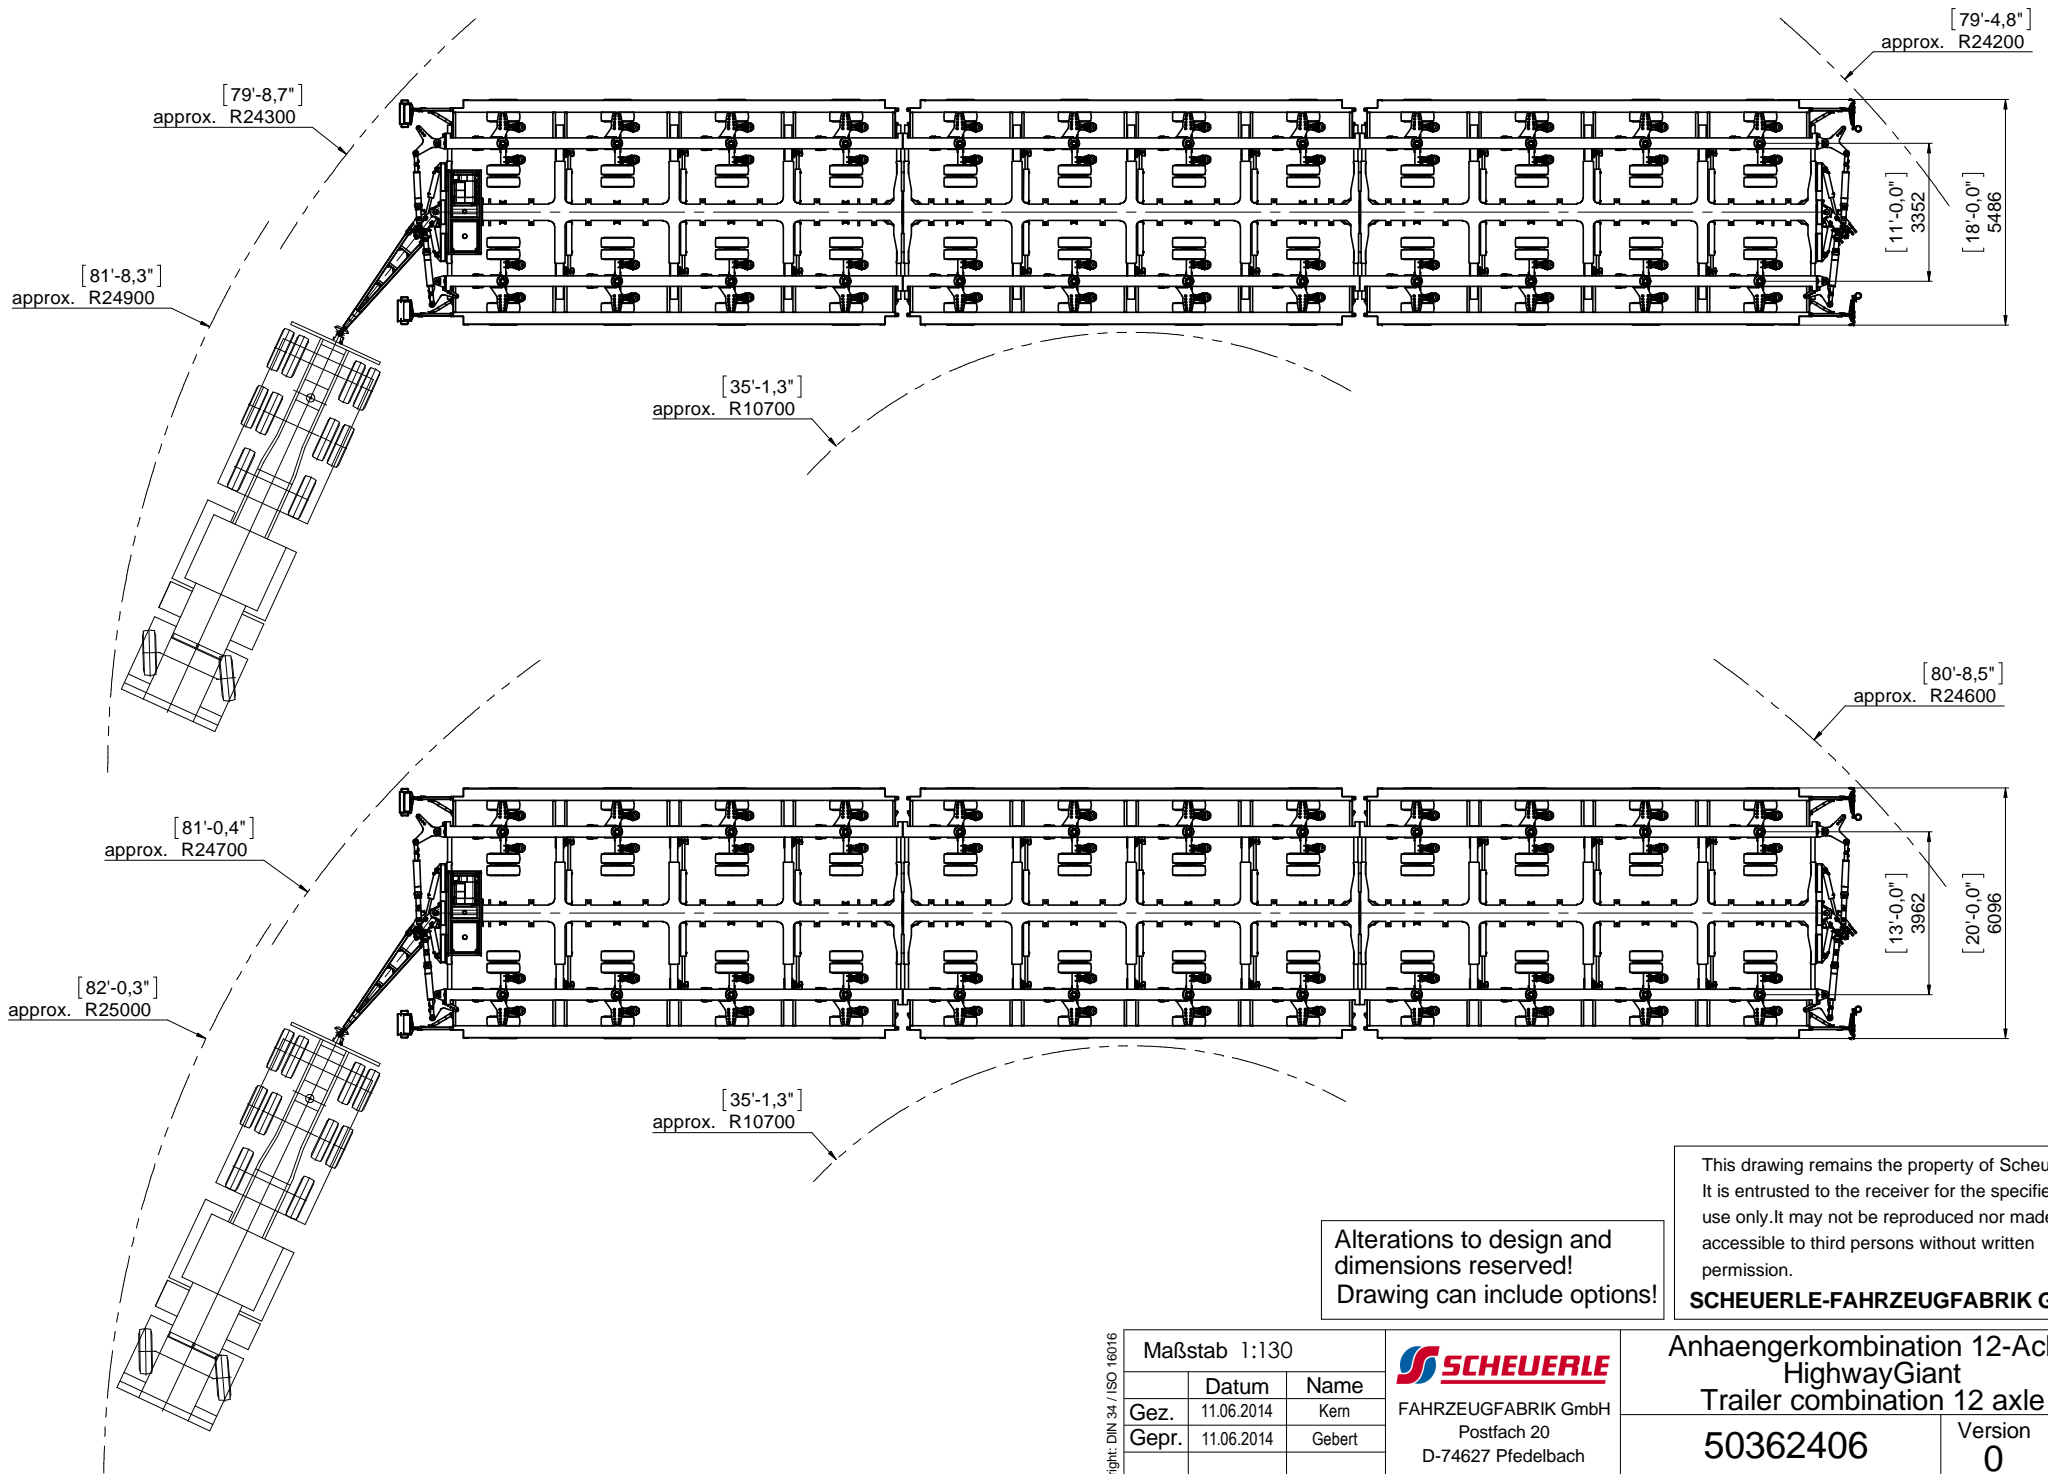 [79'-4,8"]
approx. R24200
[79'-8,7"]
approx. R24300
[81'-8,3"]
approx. R24900
[11'-0,0"]
3352
[18'-0,0"]
5486
[35'-1,3"]
approx. R10700
[80'-8,5"]
approx. R24600
[81'-0,4"]
approx. R24700
[82'-0,3"]
approx. R25000
[13'-0,0"]
3962
[20'-0,0"]
6096
[35'-1,3"]
approx. R10700
This drawing remains the property of
It is entrusted to the receiver for the
use only.It may not be reproduced nor made
accessible to third persons without written
permission.
SCHEUERLE-FAHRZEUGFABRIK
Alterations to design and
dimensions reserved!
Drawing can include options!
DIN 34 / ISO 16016
Maßstab 1:130
Datum Name
Gez. 11.06.2014 Kern
Gepr. 11.06.2014 Gebert
SCHEUERLE
FAHRZEUGFABRIK GmbH
Postfach 20
D-74627 Pfedelbach
Anhaengerkombination
HighwayGiant
Trailer combination 12 axle
50362406
Version
0